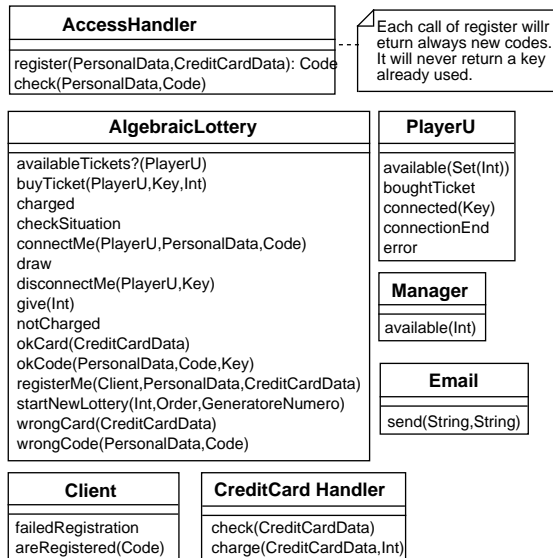 AccessHandler
register(PersonalData,CreditCardData): Code
check(PersonalData,Code)
Each call of register willr
eturn always new codes.
It will never return a key
already used.
AlgebraicLottery
availableTickets?(PlayerU)
buyTicket(PlayerU,Key,Int)
charged
checkSituation
connectMe(PlayerU,PersonalData,Code)
draw
disconnectMe(PlayerU,Key)
give(Int)
notCharged
okCard(CreditCardData)
okCode(PersonalData,Code,Key)
registerMe(Client,PersonalData,CreditCardData)
startNewLottery(Int,Order,GeneratoreNumero)
wrongCard(CreditCardData)
wrongCode(PersonalData,Code)
PlayerU
available(Set(Int))
boughtTicket
connected(Key)
connectionEnd
error
Manager
available(Int)
Email
send(String,String)
Client
failedRegistration
areRegistered(Code)
CreditCard Handler
check(CreditCardData)
charge(CreditCardData,Int)